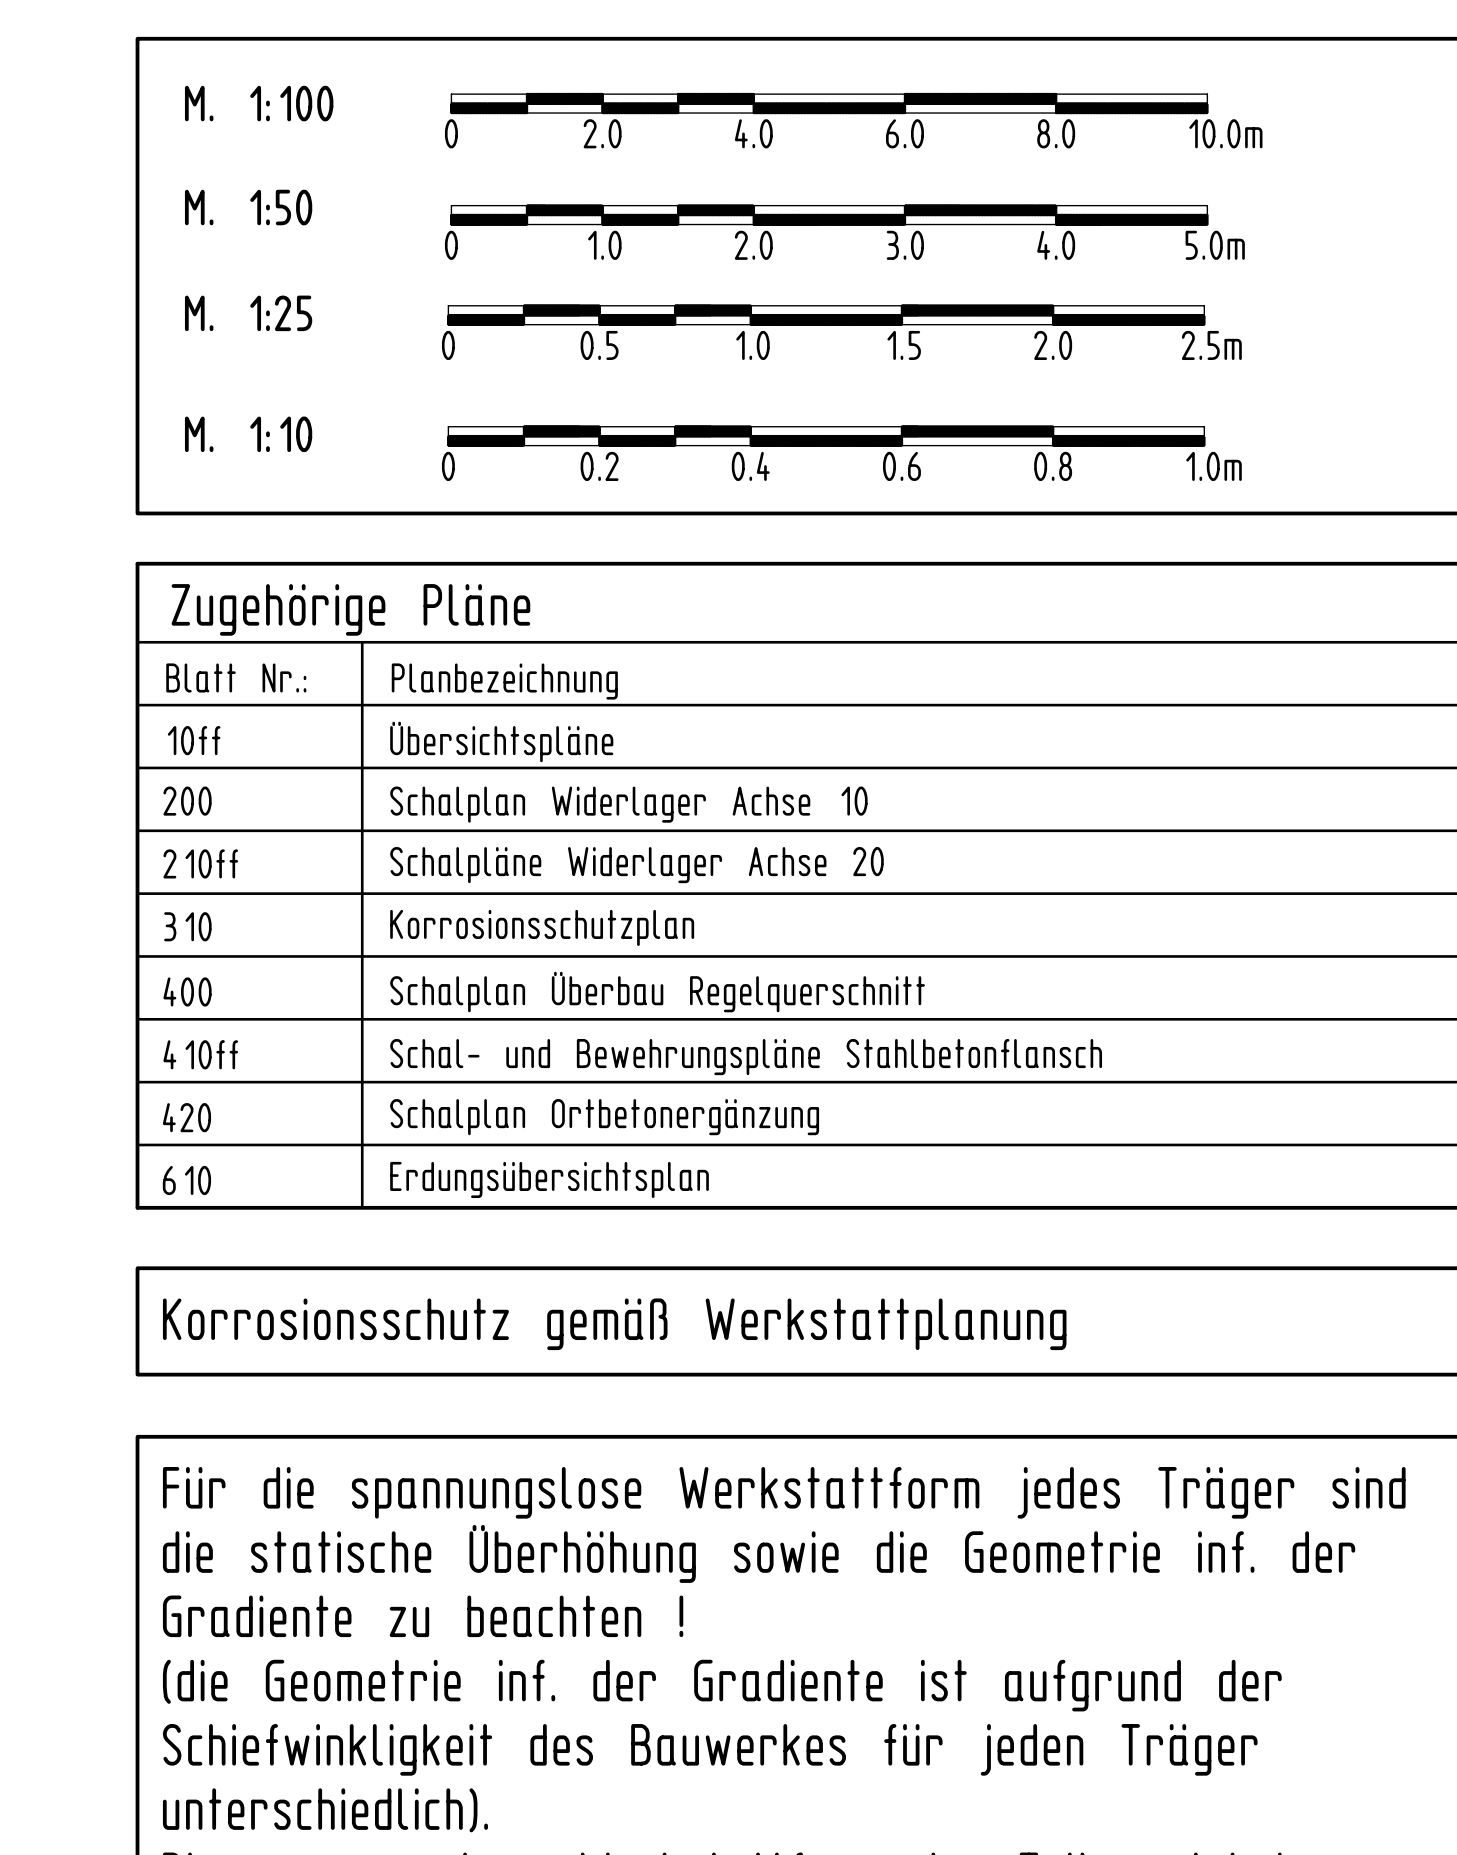 M. 1:100
0 2.0 4.0 6.0 8.0 10.0m
M. 1:50
0 1.0 2.0 3.0 4.0 5.0m
M. 1:25
0 0.5 1.0 1.5 2.0 2.5m
M. 1:10
0 0.2 0.4 0.6 0.8 1.0m
Zugehörige Pläne
Blatt Nr.: Planbezeichnung
10ff Übersichtspläne
200 Schalplan Widerlager Achse 10
210ff Schalpläne Widerlager Achse 20
310 Korrosionsschutzplan
400 Schalplan Überbau Regelquerschnitt
410ff Schal- und Bewehrungspläne Stahlbetonflansch
420 Schalplan Ortbetonergänzung
610 Erdungsübersichtsplan
Korrosionsschutz gemäß Werkstattplanung
Für die spannungslose Werkstattform jedes Träger sind
die statische Überhöhung sowie die Geometrie inf. der
Gradiente zu beachten !
(die Geometrie inf. der Gradiente ist aufgrund der
Schiefwinkligkeit des Bauwerkes für jeden Träger
unterschiedlich).